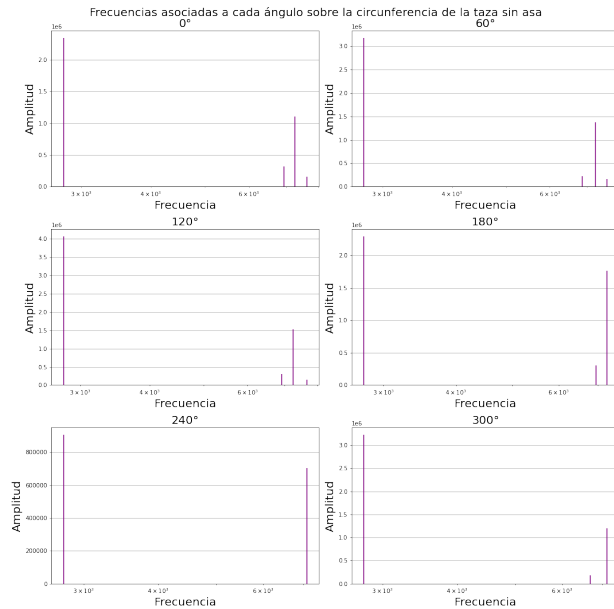 Frecuencias asociadas a cada ángulo sobre la circunferencia de la taza sin asa
0°
60°
1e6
1e6
Amplitud
2.0
1.5
1.0
0.5
0.0
3 × 10³
4 × 10³
6 × 10³
Frecuencia
Amplitud
3.0
2.5
2.0
1.5
1.0
0.5
0.0
3 × 10³
4 × 10³
6 × 10³
Frecuencia
120°
180°
1e6
1e6
Amplitud
4.0
3.5
3.0
2.5
2.0
1.5
1.0
0.5
0.0
3 × 10³
4 × 10³
6 × 10³
Frecuencia
Amplitud
2.0
1.5
1.0
0.5
0.0
3 × 10³
4 × 10³
6 × 10³
Frecuencia
240°
300°
1e6
Amplitud
800000
600000
400000
200000
0
3 × 10³
4 × 10³
6 × 10³
Frecuencia
Amplitud
3.0
2.5
2.0
1.5
1.0
0.5
0.0
3 × 10³
4 × 10³
6 × 10³
Frecuencia